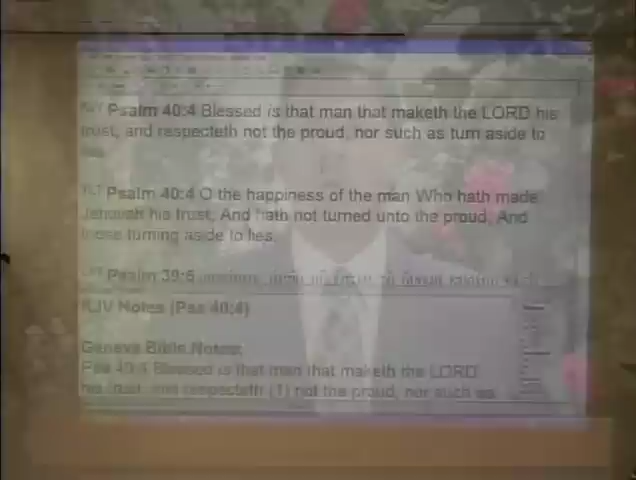 Psalm 40:4 Blessed is that man that maketh the LORD his
trust, and respecteth not the proud, nor such as turn aside to
YLT Psalm 40:4 O the happiness of the man Who hath made
Jehovah his trust, And hath not turned unto the proud, And
those turning aside to lies.
Psalm 39:6
KJV Notes (Psa 40:4)
Geneva Bible Notes:
Psa 40:4 Blessed is that man that maketh the LORD
his trust, and respecteth (1) not the proud, nor such as